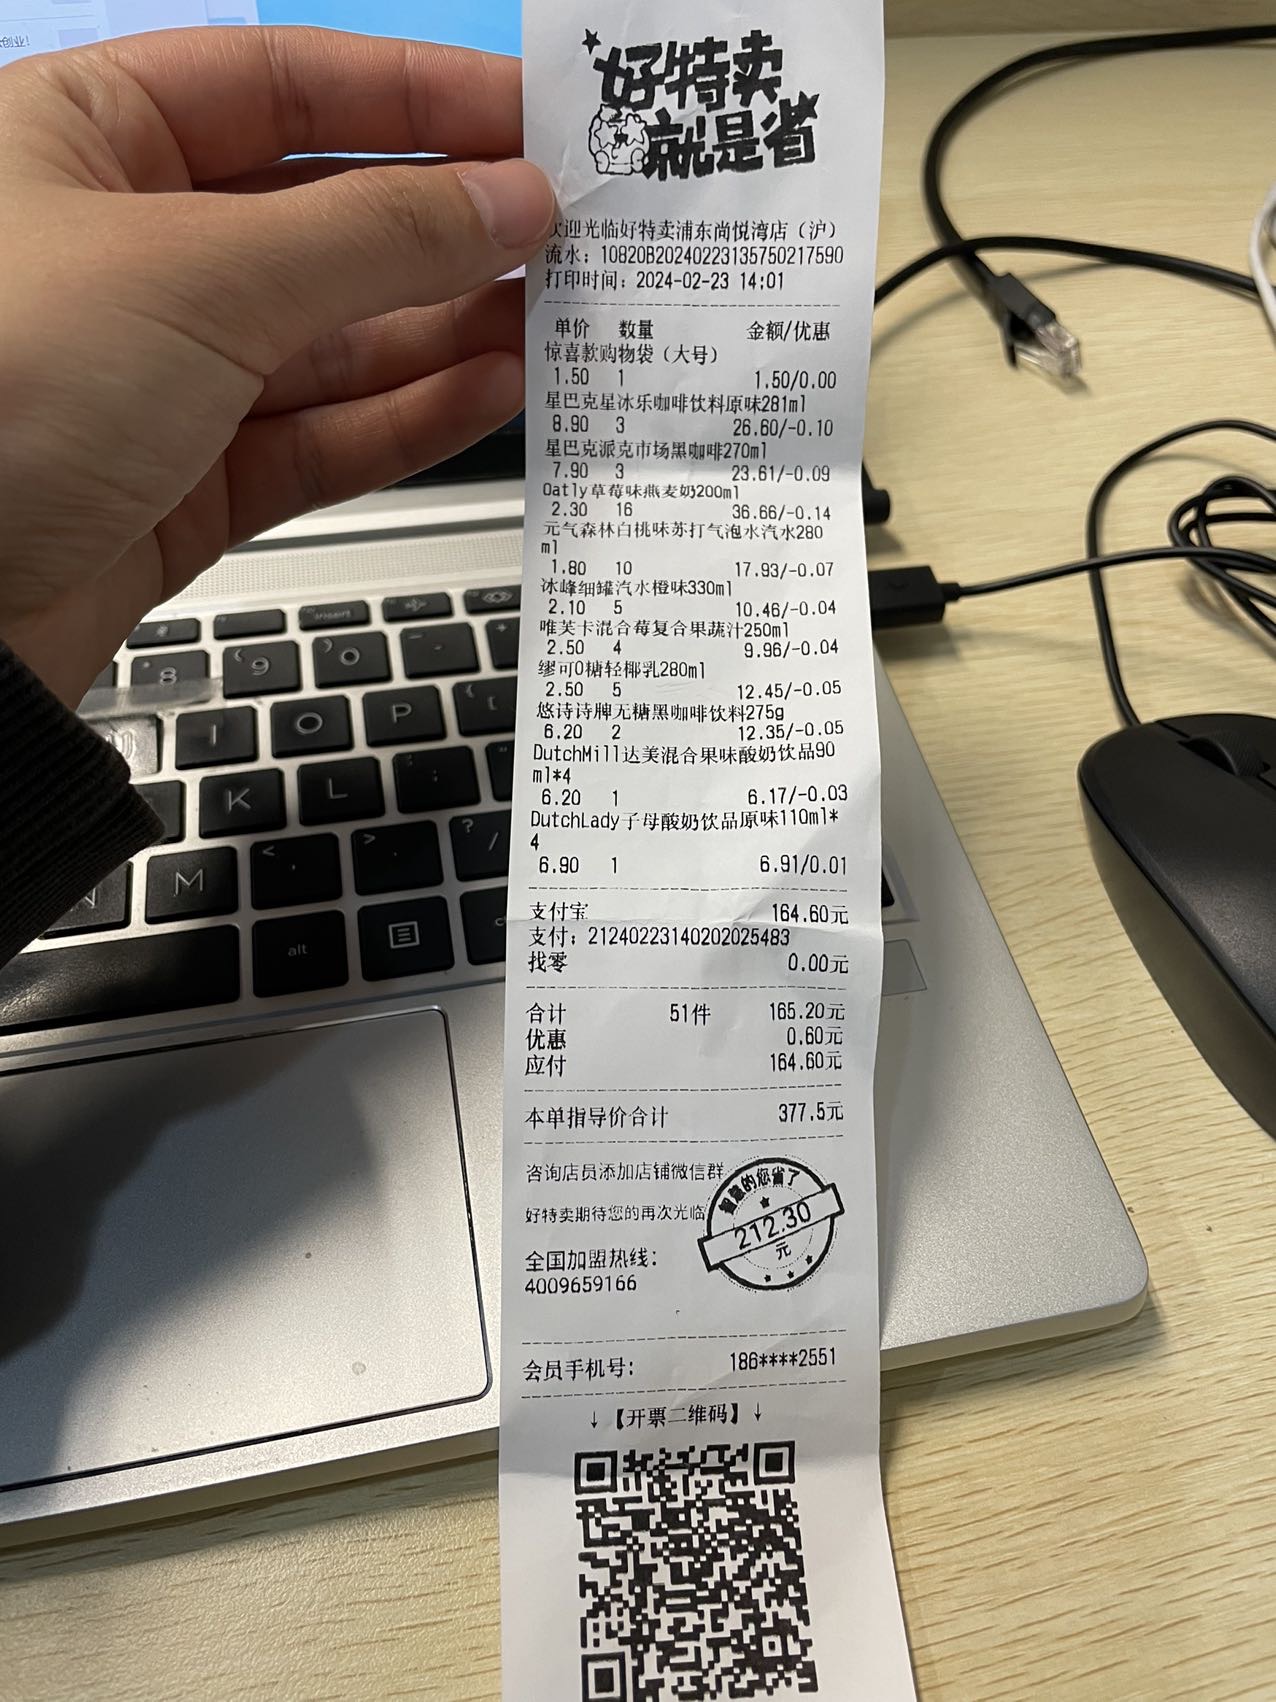 好特卖
就是省
欢迎光临好特卖浦东尚悦湾店（沪）
流水：10820B20240223135750217590
打印时间：2024-02-23 14:01
单价 数量 金额/优惠
惊喜款购物袋（大号）
1.50 1 1.50/0.00
星巴克星冰乐咖啡饮料原味281ml
8.90 3 26.60/-0.10
星巴克派克市场黑咖啡270ml
7.90 3 23.61/-0.09
Oatly草莓味燕麦奶200ml
2.30 16 36.66/-0.14
元气森林白桃味苏打气泡水汽水280
ml
1.80 10 17.93/-0.07
冰峰细罐汽水橙味330ml
2.10 5 10.46/-0.04
唯芙卡混合莓复合果蔬汁250ml
2.50 4 9.96/-0.04
缪可0糖轻椰乳280ml
2.50 5 12.45/-0.05
悠诗诗牌无糖黑咖啡饮料275g
6.20 2 12.35/-0.05
DutchMill达美混合果味酸奶饮品90
ml*4
6.20 1 6.17/-0.03
DutchLady子母酸奶饮品原味110ml*
4
6.90 1 6.91/0.01
支付宝 164.60元
支付：21240223140202025483
找零 0.00元
合计 51件 165.20元
优惠 0.60元
应付 164.60元
本单指导价合计 377.5元
咨询店员添加店铺微信群
好特卖期待您的再次光临
智慧的您省了
212.30
元
全国加盟热线：
4009659166
会员手机号： 186****2551
↓【开票二维码】↓
8
9
0
I
O
P
K
L
M
N
alt